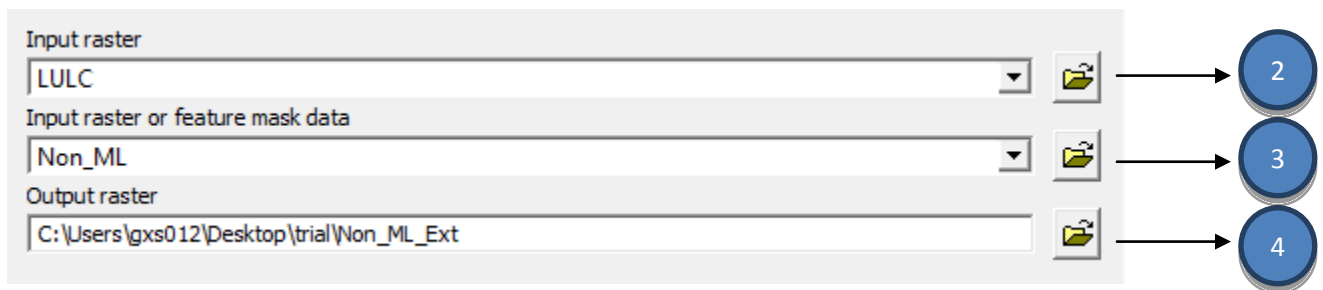 Input raster
LULC
2
Input raster or feature mask data
Non_ML
3
Output raster
C:\Users\gxs012\Desktop\trial\Non_ML_Ext
4